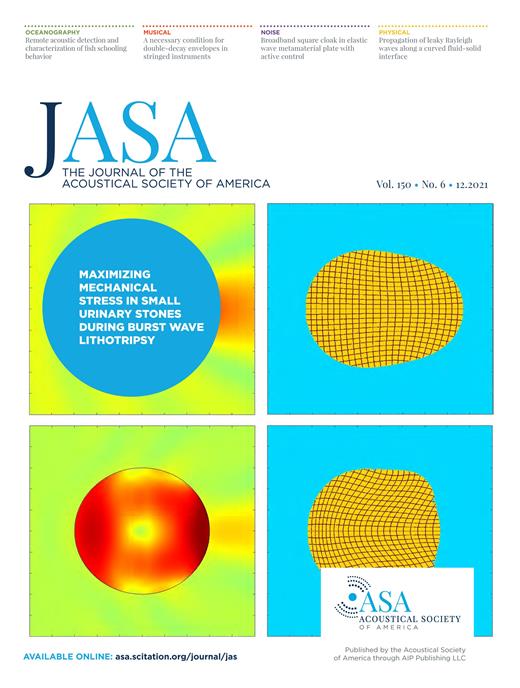 OCEANOGRAPHY
Remote acoustic detection and
characterization of fish schooling
behavior
MUSICAL
A necessary condition for
double-decay envelopes in
stringed instruments
NOISE
Broadband square cloak in elastic
wave metamaterial plate with
active control
PHYSICAL
Propagation of leaky Rayleigh
waves along a curved fluid-solid
interface
JASA
THE JOURNAL OF THE
ACOUSTICAL SOCIETY OF AMERICA
Vol. 150 • No. 6 • 12.2021
MAXIMIZING
MECHANICAL
STRESS IN SMALL
URINARY STONES
DURING BURST WAVE
LITHOTRIPSY
ASA
ACOUSTICAL SOCIETY
OF AMERICA
AVAILABLE ONLINE: asa.scitation.org/journal/jas
Published by the Acoustical Society
of America through AIP Publishing LLC